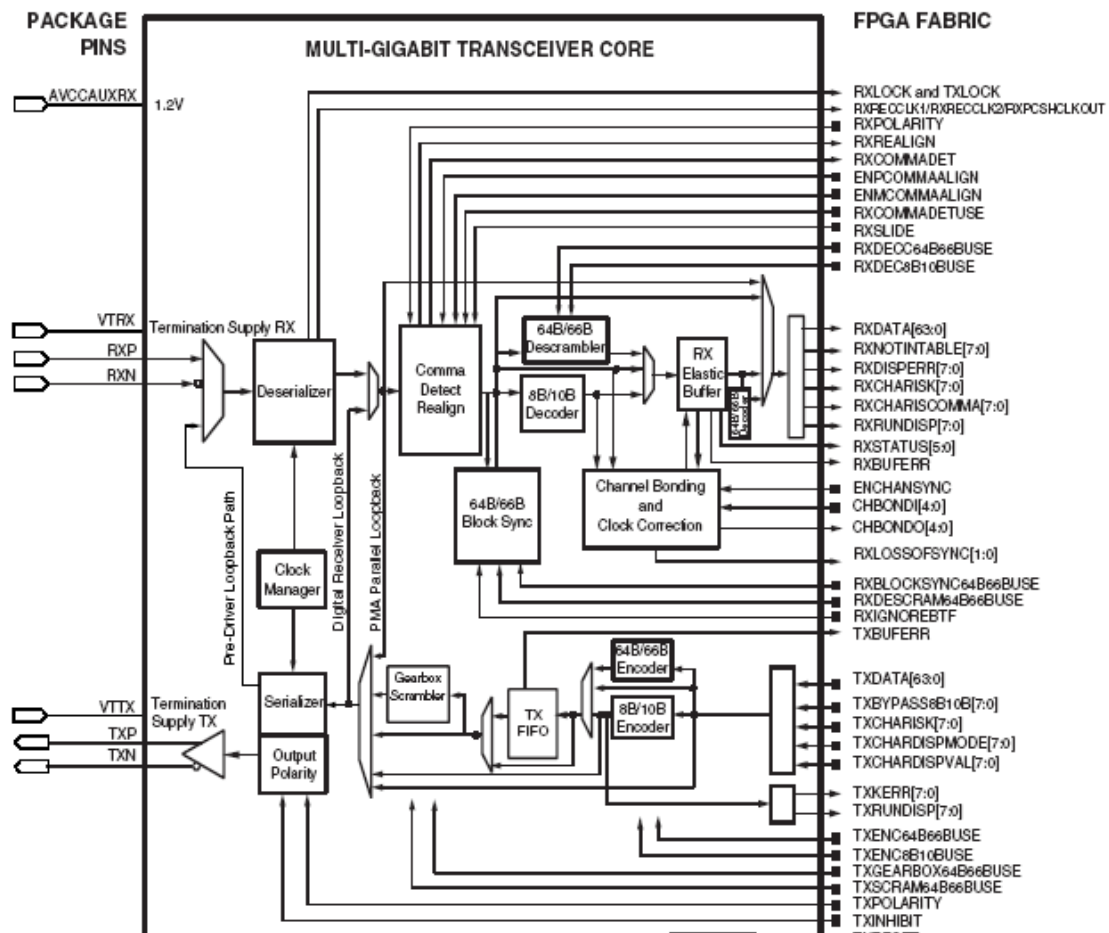 PACKAGE
PINS
MULTI-GIGABIT TRANSCEIVER CORE
FPGA FABRIC
AVCCAUXRX
1.2V
RXLOCK and TXLOCK
RXRECCLK1/RXRECCLK2/RXPCSHCLKOUT
RXPOLARITY
RXREALIGN
RXCOMMADET
ENPCOMMAALIGN
ENMCOMMAALIGN
RXCOMMADETUSE
RXSLIDE
RXDECC64B66BUSE
RXDEC8B10BUSE
VTRX
Termination Supply RX
RXP
RXN
Deserializer
Comma
Detect
Realign
64B/66B
Descrambler
8B/10B
Decoder
RX
Elastic
Buffer
64B/66B
Decoder
RXDATA[63:0]
RXNOTINTABLE[7:0]
RXDISPERR[7:0]
RXCHARISK[7:0]
RXCHARISCOMMA[7:0]
RXRUNDISP[7:0]
RXSTATUS[5:0]
RXBUFERR
64B/66B
Block Sync
Channel Bonding
and
Clock Correction
ENCHANSYNC
CHBONDI[4:0]
CHBONDO[4:0]
RXLOSSOFSYNC[1:0]
Pre-Driver Loopback Path
Clock
Manager
Digital Receiver Loopback
PMA Parallel Loopback
RXBLOCKSYNC64B66BUSE
RXDESCRAM64B66BUSE
RXIGNOREBTF
TXBUFERR
VTTX
Termination
Supply TX
TXP
TXN
Serializer
Output
Polarity
Gearbox
Scrambler
TX
FIFO
64B/66B
Encoder
8B/10B
Encoder
TXDATA[63:0]
TXBYPASS8B10B[7:0]
TXCHARISK[7:0]
TXCHARDISPMODE[7:0]
TXCHARDISPVAL[7:0]
TXKERR[7:0]
TXRUNDISP[7:0]
TXENC64B66BUSE
TXENC8B10BUSE
TXGEARBOX64B66BUSE
TXSCRAM64B66BUSE
TXPOLARITY
TXINHIBIT